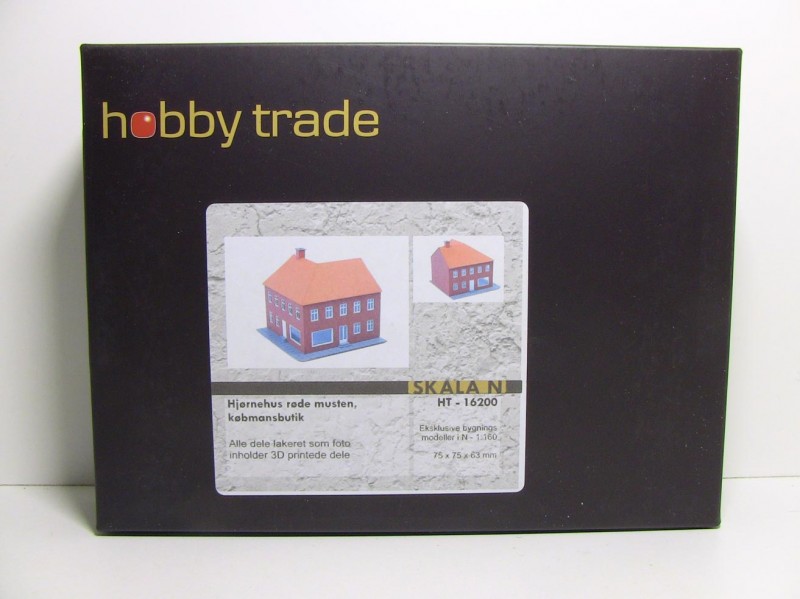 hobby trade
SKALA N
Hjørnehus røde musten,
købmansbutik
HT - 16200
Alle dele løkeret som foto
inholder 3D printede dele
Eksklusive bygnings
modeller i N - 1:160
75 x 75 x 63 mm